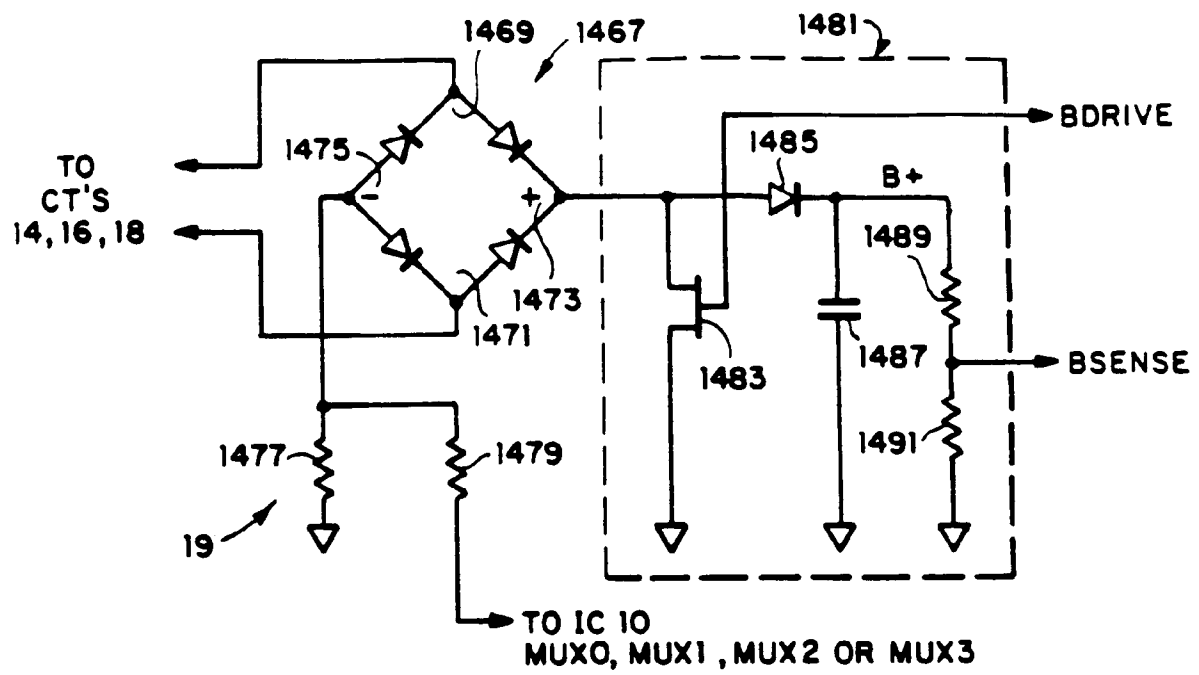 1469
1467
1481
BDRIVE
1485
1475
B+
TO
CT'S
14, 16, 18
-
+
1489
1473
1471
1483
1487
BSENSE
1477
1479
1491
19
TO IC 10
MUX0, MUX1, MUX2 OR MUX3